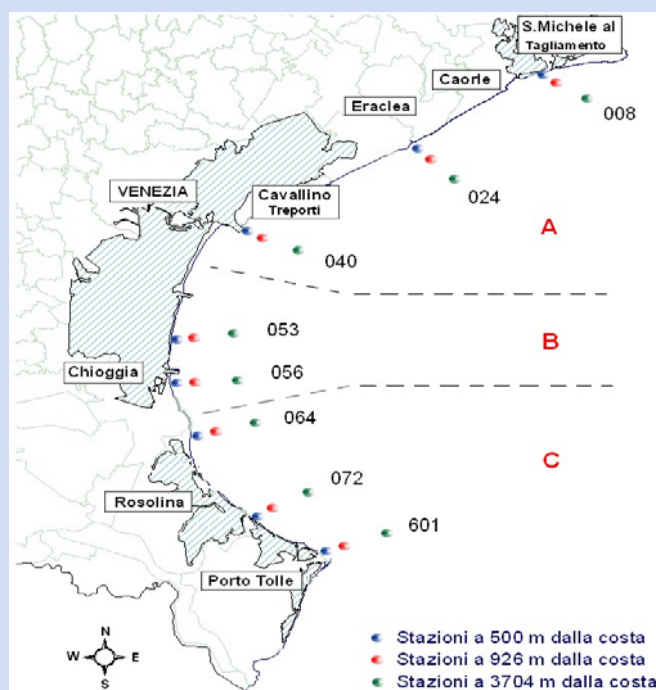 S.Michele al
Tagliamento
Caorle
008
Eraclea
024
VENEZIA
Cavallino
Treporti
A
040
053
B
056
Chioggia
064
C
072
Rosolina
601
Porto Tolle
N
W E
S
Stazioni a 500 m dalla costa
Stazioni a 926 m dalla costa
Stazioni a 3704 m dalla costa